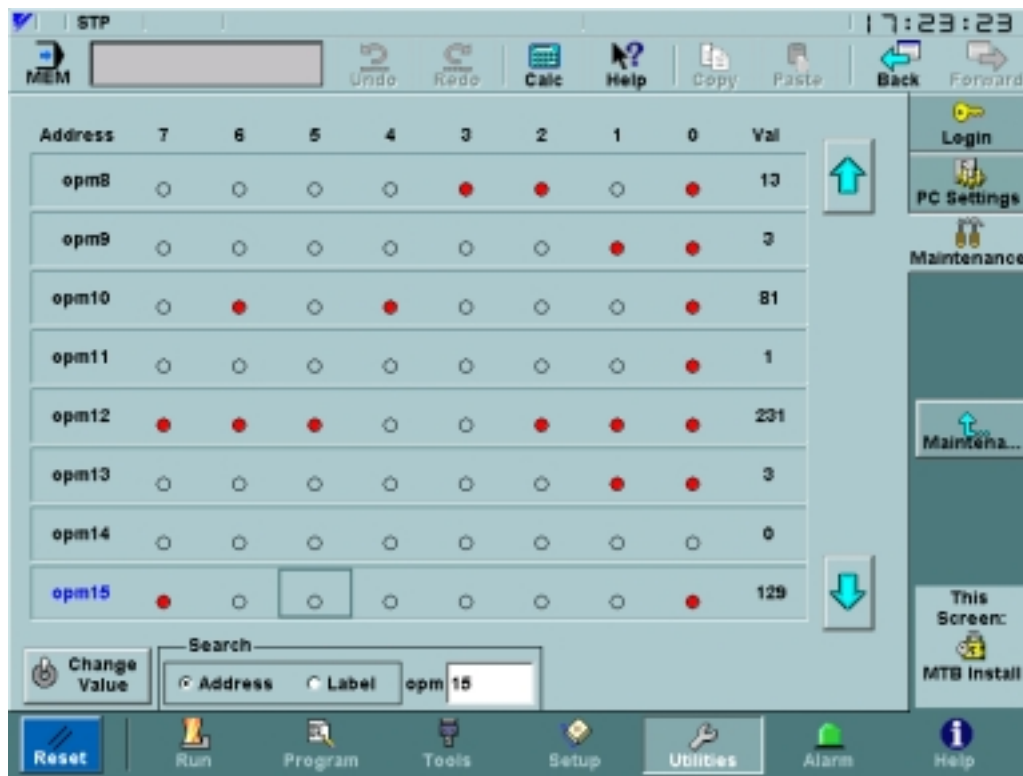 STP 17:23:23
MEM Undo Redo Calc Help Copy Paste Back Forward
Address 7 6 5 4 3 2 1 0 Val
opm8 13
opm9 3
opm10 81
opm11 1
opm12 231
opm13 3
opm14 0
opm15 129
Login
PC Settings
Maintenance
Maintena...
This
Screen:
MTB Install
Change
Value
Search
Address Label opm 15
Reset Run Program Tools Setup Utilities Alarm Help